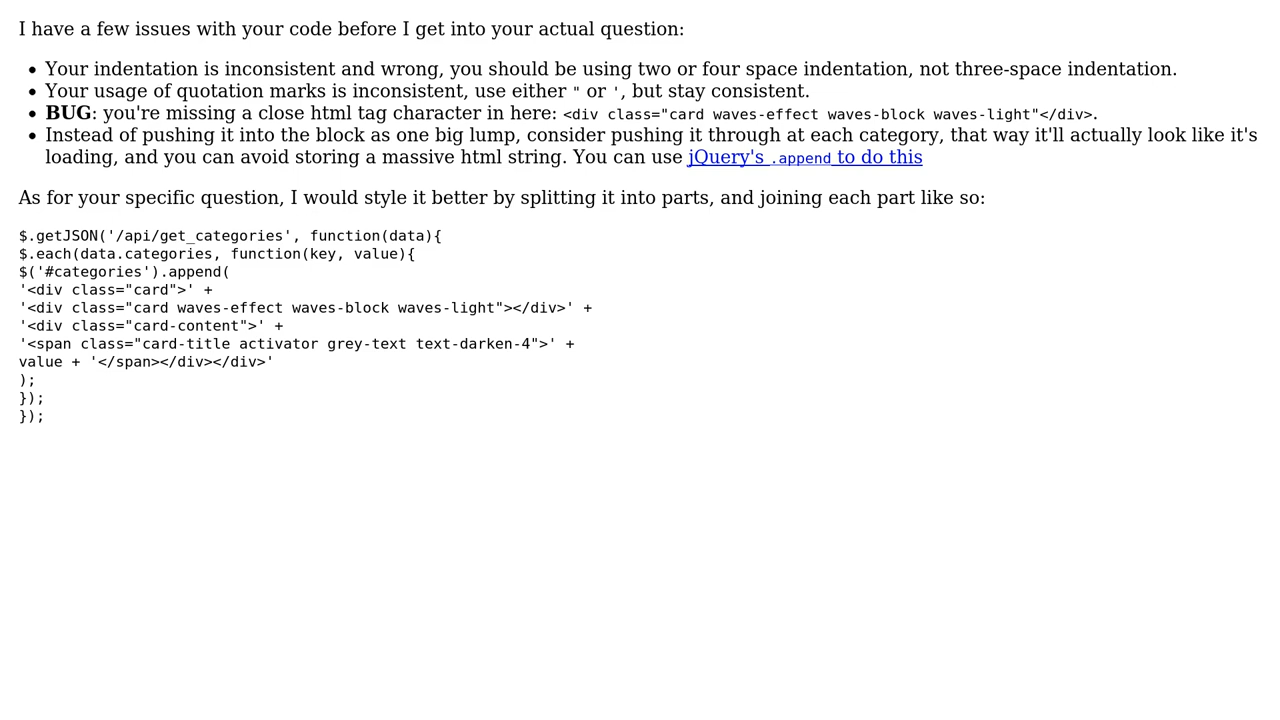 I have a few issues with your code before I get into your actual question:
Your indentation is inconsistent and wrong, you should be using two or four space indentation, not three-space indentation.
Your usage of quotation marks is inconsistent, use either " or ', but stay consistent.
BUG: you're missing a close html tag character in here: <div class="card waves-effect waves-block waves-light"</div>.
Instead of pushing it into the block as one big lump, consider pushing it through at each category, that way it'll actually look like it's
loading, and you can avoid storing a massive html string. You can use jQuery's .append to do this
As for your specific question, I would style it better by splitting it into parts, and joining each part like so:
$.getJSON('/api/get_categories', function(data){
$.each(data.categories, function(key, value){
$('#categories').append(
'<div class="card">' +
'<div class="card waves-effect waves-block waves-light"></div>' +
'<div class="card-content">' +
'<span class="card-title activator grey-text text-darken-4">' +
value + '</span></div></div>'
);
});
});